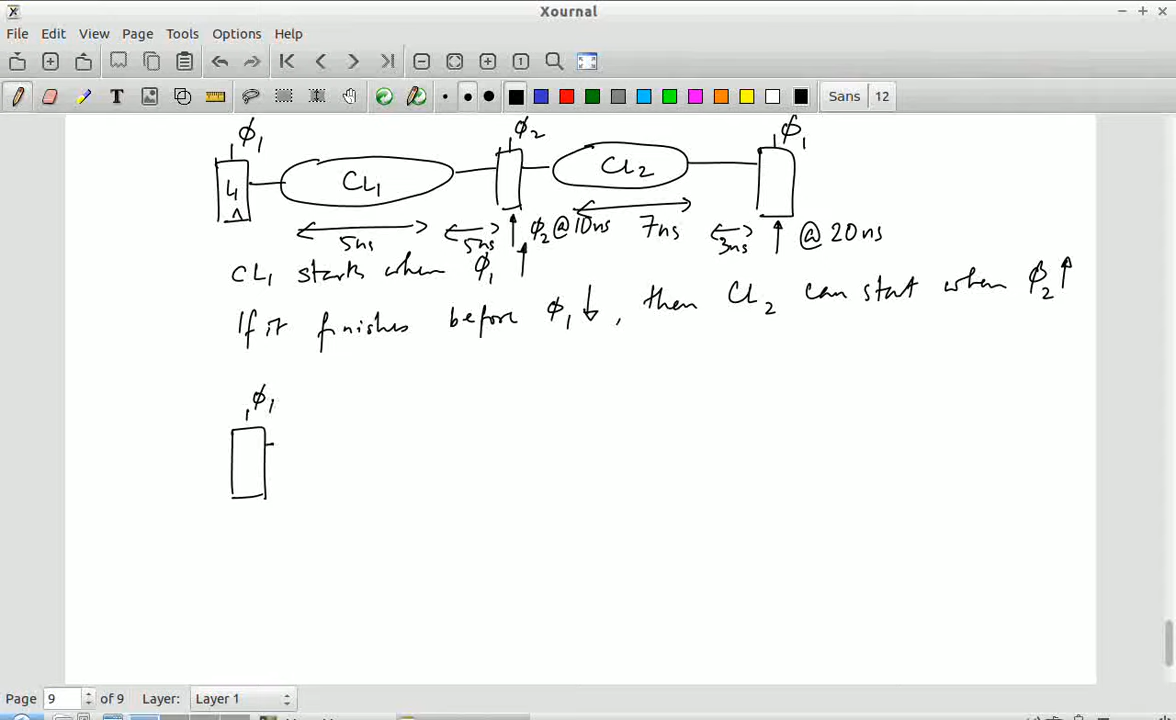 Xournal
File Edit View Page Tools Options Help
Sans 12
ϕ1 ϕ2 ϕ1
CL1 CL2
5ns 5ns ϕ2 @ 10ns 7ns 3ns @ 20ns
CL1 starts when ϕ1 ↑
If it finishes before ϕ1 ↓, then CL2 can start when ϕ2 ↑
ϕ1
Page 9 of 9 Layer: Layer 1